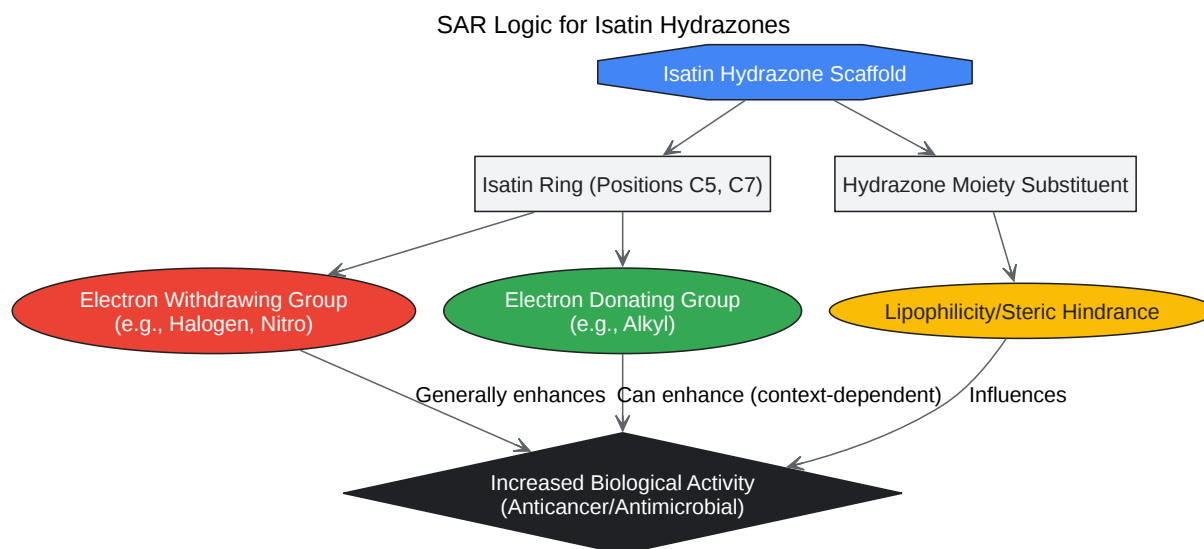 SAR Logic for Isatin Hydrazones
Isatin Hydrazone Scaffold
Isatin Ring (Positions C5, C7)
Hydrazone Moiety Substituent
Electron Withdrawing Group
(e.g., Halogen, Nitro)
Electron Donating Group
(e.g., Alkyl)
Lipophilicity/Steric Hindrance
Generally enhances
Can enhance (context-dependent)
Influences
Increased Biological Activity
(Anticancer/Antimicrobial)